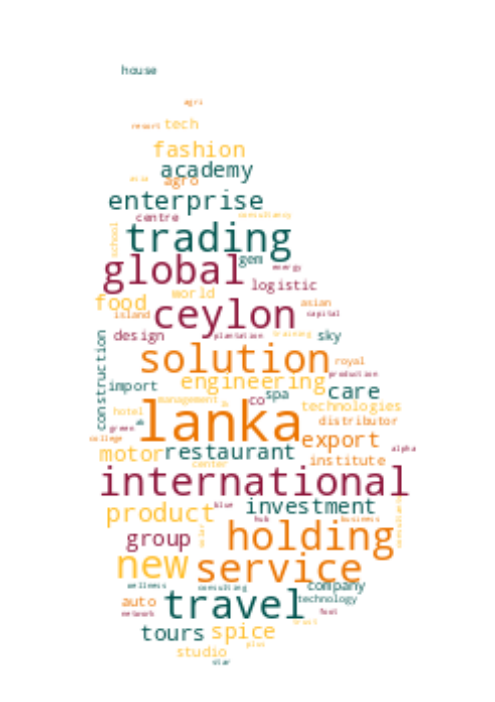 house
agri
resort tech
fashion
academy
asia agro
enterprise
centre consultancy
school trading
gem
global energy
logistic
world
food asian
island ceylon capital
design plantation training sky
construction solution royal
production
engineering
import care
spa
hotel management co technologies
lanka distributor
green
college export
motor restaurant alpha
center institute
international
product blue investment consultant
hub business
group solar holding
new service
wellness consulting company
auto travel technology
network foot
trust
tours spice
plus
studio
star